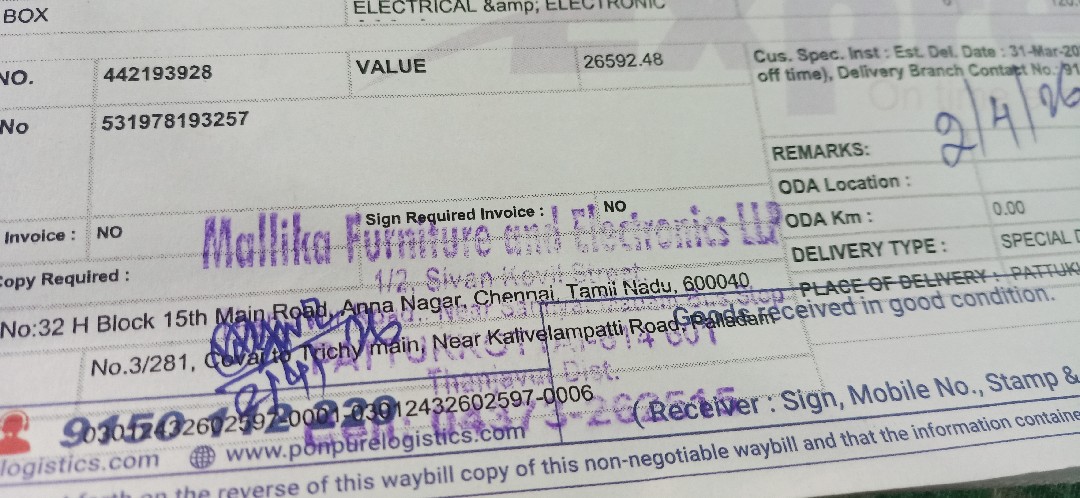 BOX
ELECTRICAL &amp; ELECTRONIC
NO. 442193928 VALUE 26592.48
Cus. Spec. Inst : Est. Del. Date : 31-Mar-20
off time), Delivery Branch Contact No.: 91
No 531978193257
2/4/26
REMARKS:
ODA Location :
Invoice : NO Sign Required Invoice : NO
ODA Km : 0.00
Mallika Furniture and Electronics LLP
DELIVERY TYPE : SPECIAL D
Copy Required :
1/2, Sivan Kovil Street
PLACE OF DELIVERY : PATTUK
No:32 H Block 15th Main Road, Anna Nagar, Chennai, Tamil Nadu, 600040
Goods received in good condition.
No.3/281, Covai to Trichy main, Near Kalivelampatti Road, Palladam
PATTUKKOTTAI-614 601
Thanjavur Dist.
03012432602597-0001-03012432602597-0006
( Receiver : Sign, Mobile No., Stamp &
logistics.com www.ponpurelogistics.com
forth on the reverse of this waybill copy of this non-negotiable waybill and that the information containe